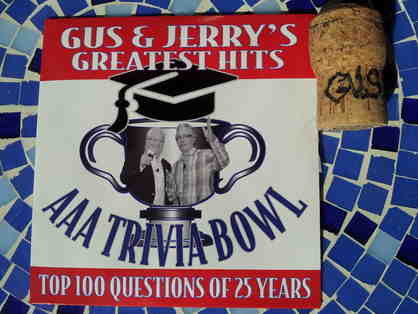 GUS & JERRY'S
GREATEST HITS
GUS
AAA TRIVIA BOWL
TOP 100 QUESTIONS OF 25 YEARS